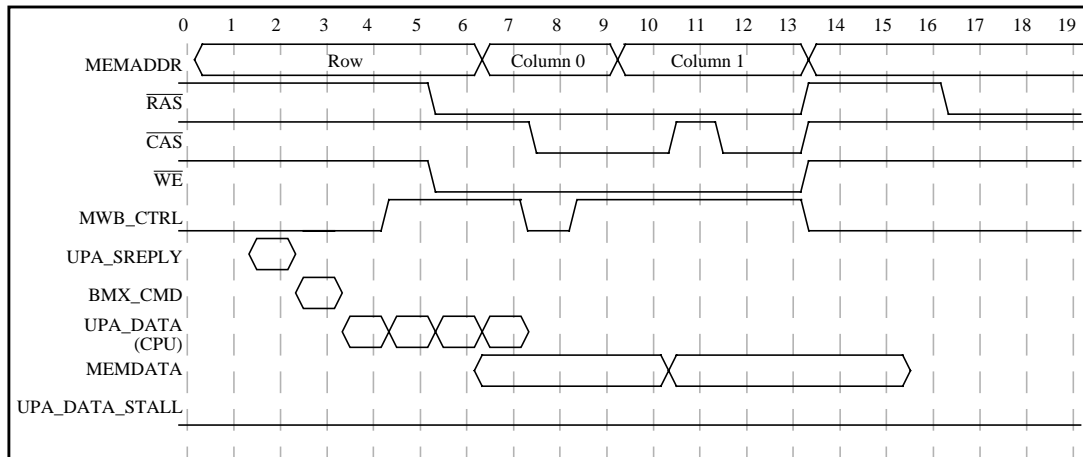 0 1 2 3 4 5 6 7 8 9 10 11 12 13 14 15 16 17 18 19
MEMADDR Row Column 0 Column 1
RAS
CAS
WE
MWB_CTRL
UPA_SREPLY
BMX_CMD
UPA_DATA
(CPU)
MEMDATA
UPA_DATA_STALL